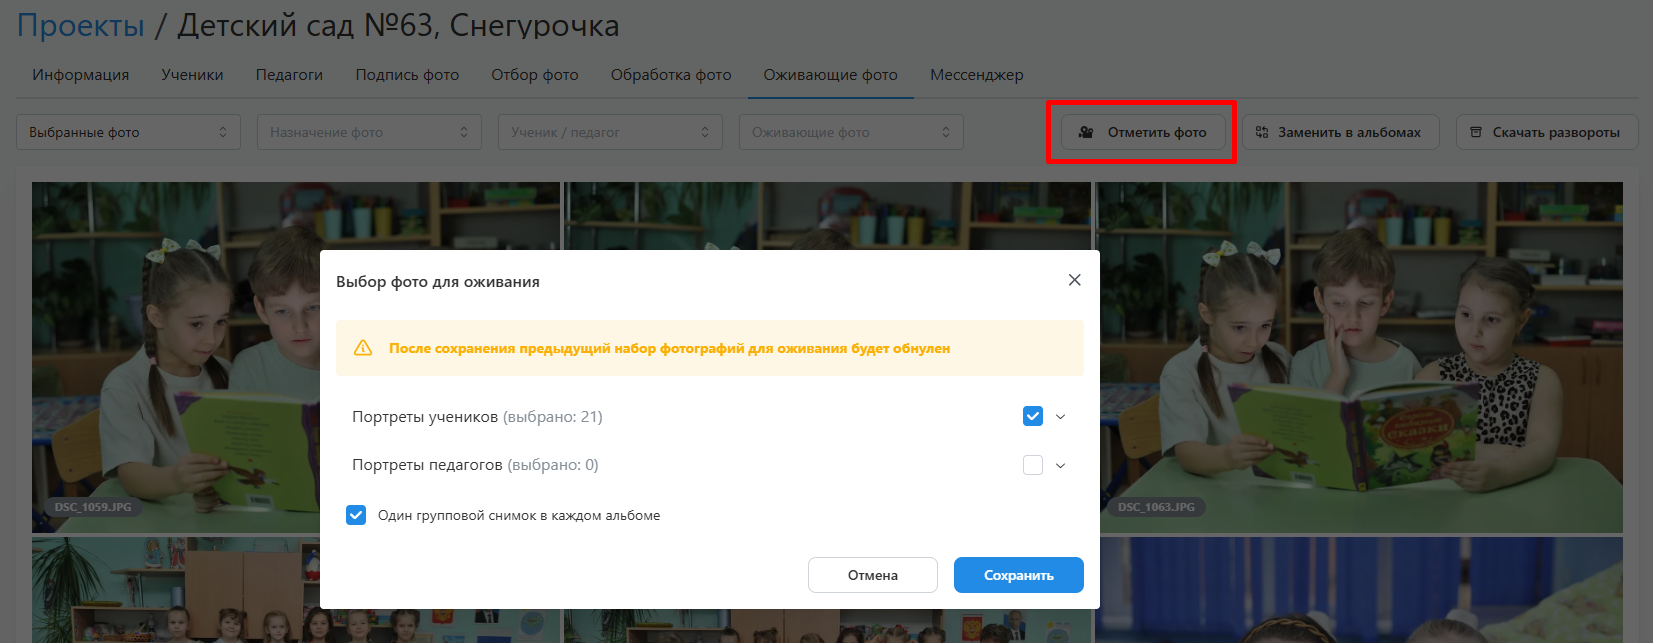 Проекты / Детский сад №63, Снегурочка
Информация Ученики Педагоги Подпись фото Отбор фото Обработка фото Оживающие фото Мессенджер
Выбранные фото Назначение фото Ученик / педагог Оживающие фото Отметить фото Заменить в альбомах Скачать развороты
Выбор фото для оживания
После сохранения предыдущий набор фотографий для оживания будет обнулен
Портреты учеников (выбрано: 21)
Портреты педагогов (выбрано: 0)
DSC_1059.JPG
сказки
DSC_1063.JPG
Один групповой снимок в каждом альбоме
Отмена Сохранить